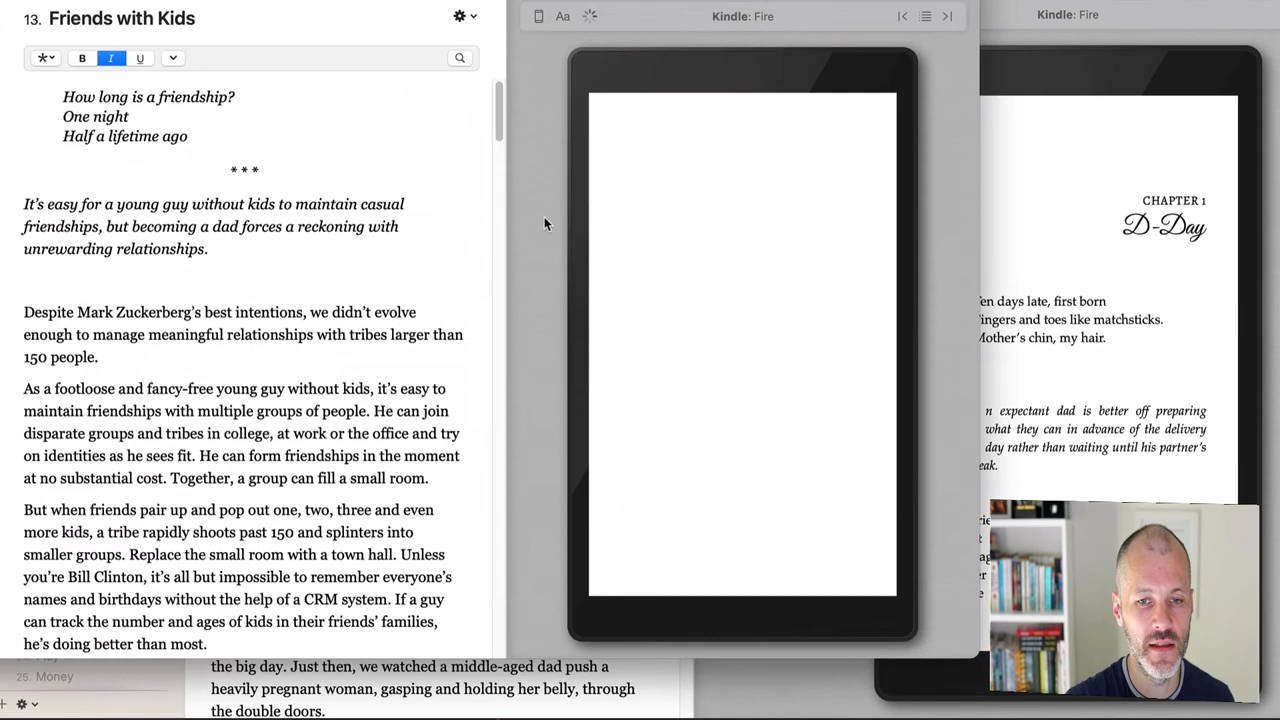 13. Friends with Kids
B I U
How long is a friendship?
One night
Half a lifetime ago
***
It's easy for a young guy without kids to maintain casual
friendships, but becoming a dad forces a reckoning with
unrewarding relationships.
Despite Mark Zuckerberg's best intentions, we didn't evolve
enough to manage meaningful relationships with tribes larger than
150 people.
As a footloose and fancy-free young guy without kids, it's easy to
maintain friendships with multiple groups of people. He can join
disparate groups and tribes in college, at work or the office and try
on identities as he sees fit. He can form friendships in the moment
at no substantial cost. Together, a group can fill a small room.
But when friends pair up and pop out one, two, three and even
more kids, a tribe rapidly shoots past 150 and splinters into
smaller groups. Replace the small room with a town hall. Unless
you're Bill Clinton, it's all but impossible to remember everyone's
names and birthdays without the help of a CRM system. If a guy
can track the number and ages of kids in their friends' families,
he's doing better than most.
25. Money
the big day. Just then, we watched a middle-aged dad push a
heavily pregnant woman, gasping and holding her belly, through
the double doors.
Aa
Kindle: Fire
Kindle: Fire
CHAPTER 1
D-Day
Ten days late, first born
Fingers and toes like matchsticks.
Mother's chin, my hair.
n expectant dad is better off preparing
what they can in advance of the delivery
day rather than waiting until his partner's
eak.